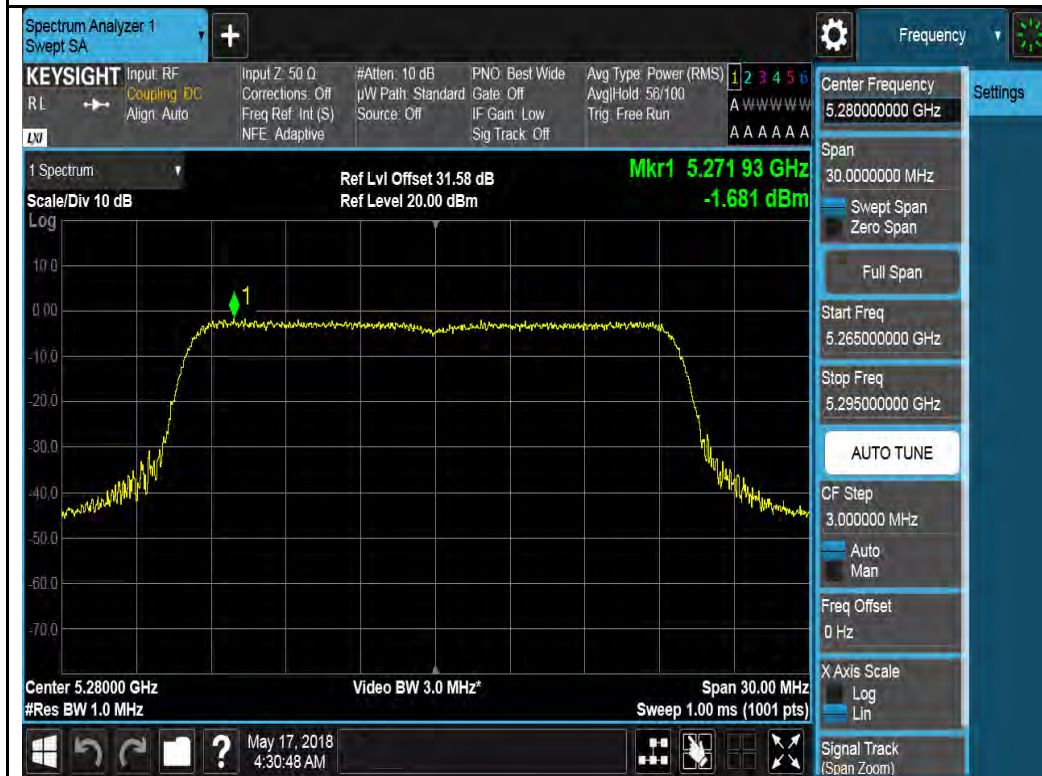 Spectrum Analyzer 1
Swept SA
+
Frequency
KEYSIGHT
RL
LXI
Input: RF
Coupling: DC
Align: Auto
Input Z: 50 Ω
Corrections: Off
Freq Ref: Int (S)
NFE: Adaptive
#Atten: 10 dB
µW Path: Standard
Source: Off
PNO: Best Wide
Gate: Off
IF Gain: Low
Sig Track: Off
Avg Type: Power (RMS)
Avg|Hold: 56/100
Trig: Free Run
1 2 3 4 5 6
A W W W W W
A A A A A A
1 Spectrum
Scale/Div 10 dB
Ref Lvl Offset 31.58 dB
Ref Level 20.00 dBm
Mkr1 5.271 93 GHz
-1.681 dBm
Log
10.0
0.00
-10.0
-20.0
-30.0
-40.0
-50.0
-60.0
-70.0
1
Center 5.28000 GHz
#Res BW 1.0 MHz
Video BW 3.0 MHz*
Span 30.00 MHz
Sweep 1.00 ms (1001 pts)
?
May 17, 2018
4:30:48 AM
Center Frequency
5.280000000 GHz
Span
30.0000000 MHz
Swept Span
Zero Span
Full Span
Start Freq
5.265000000 GHz
Stop Freq
5.295000000 GHz
AUTO TUNE
CF Step
3.000000 MHz
Auto
Man
Freq Offset
0 Hz
X Axis Scale
Log
Lin
Signal Track
(Span Zoom)
Settings